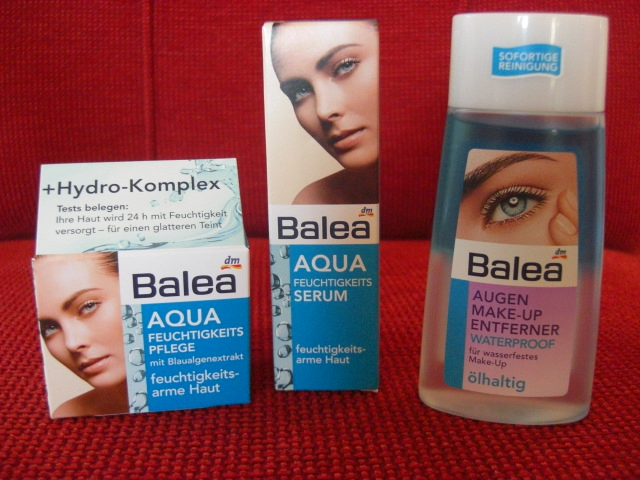 +Hydro-Komplex
Tests belegen:
Ihre Haut wird 24 h mit Feuchtigkeit
versorgt – für einen glatteren Teint
dm
Balea
AQUA
FEUCHTIGKEITS
PFLEGE
mit Blaualgenextrakt
feuchtigkeits-
arme Haut
dm
Balea
AQUA
FEUCHTIGKEITS
SERUM
feuchtigkeits-
arme Haut
SOFORTIGE
REINIGUNG
dm
Balea
AUGEN
MAKE-UP
ENTFERNER
WATERPROOF
für wasserfestes
Make-Up
ölhaltig